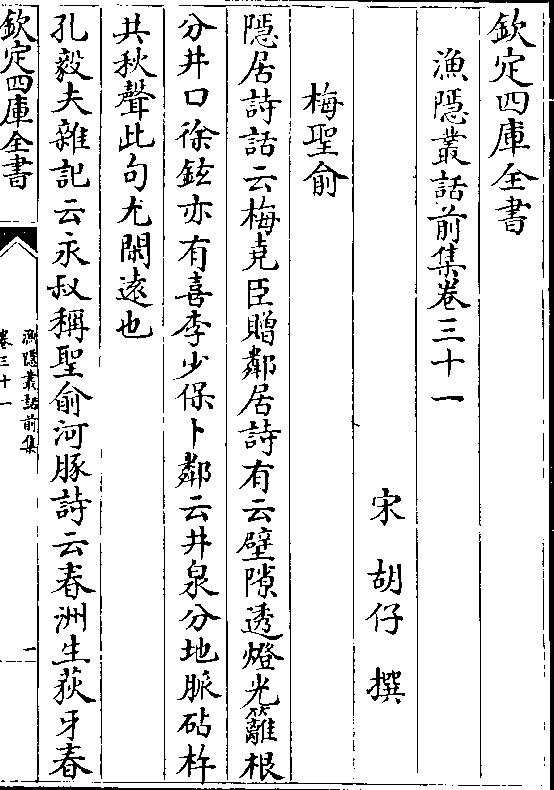 欽定四庫全書
漁隱叢話前集卷三十一
宋 胡仔 撰
梅聖俞
隱居詩話云梅堯臣贈鄰居詩有云壁隙透燈光籬根
分井口徐鉉亦有喜李少保卜鄰云井泉分地脈砧杵
共秋聲此句尤閑遠也
孔毅夫雜記云永叔稱聖俞河豚詩云春洲生荻牙春
欽定四庫全書
漁隱叢話前集
卷三十一
一